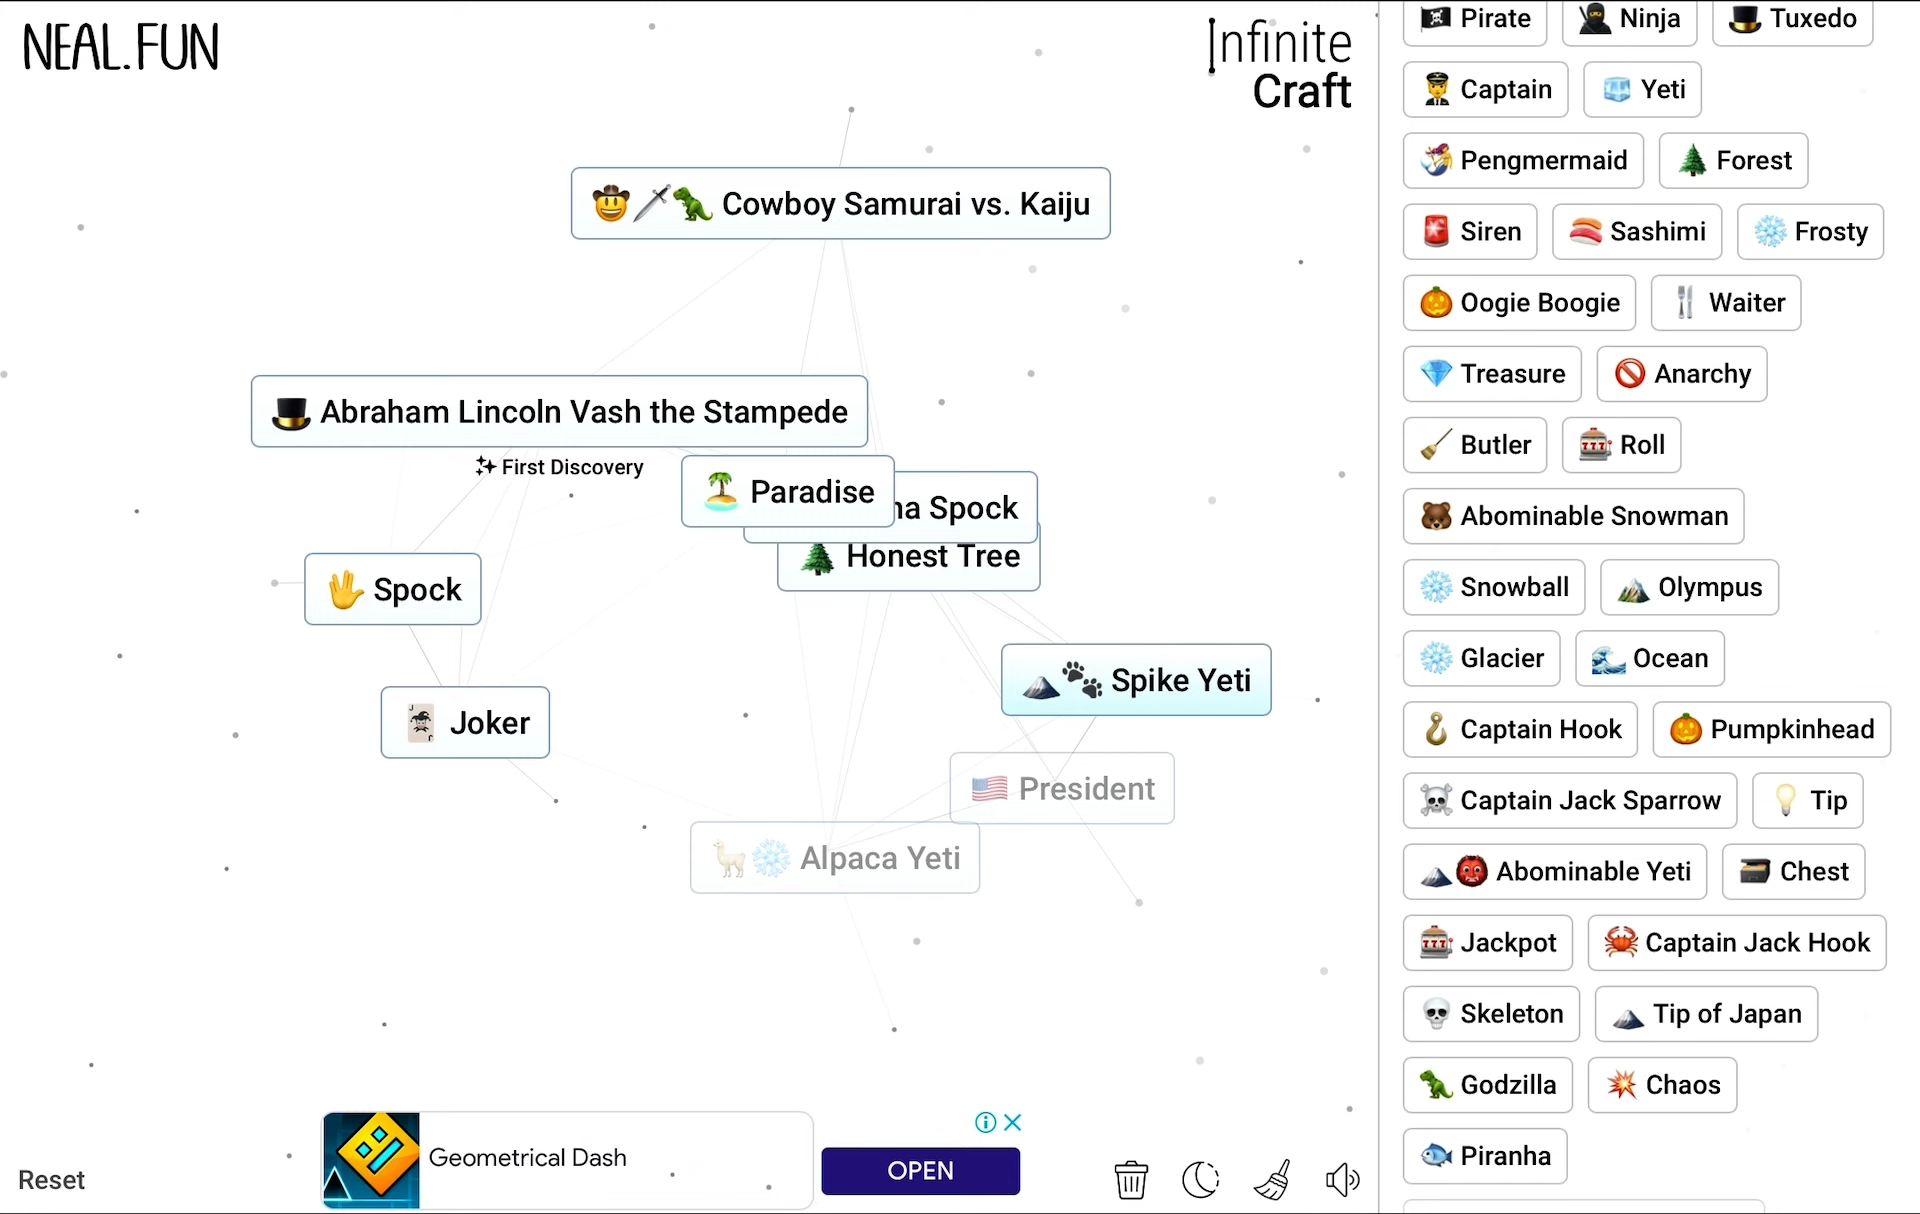 NEAL.FUN
Infinite
Craft
Cowboy Samurai vs. Kaiju
Abraham Lincoln Vash the Stampede
First Discovery
Paradise
na Spock
Honest Tree
Spock
Spike Yeti
Joker
President
Alpaca Yeti
Geometrical Dash
OPEN
Reset
Pirate Ninja Tuxedo
Captain Yeti
Pengmermaid Forest
Siren Sashimi Frosty
Oogie Boogie Waiter
Treasure Anarchy
Butler Roll
Abominable Snowman
Snowball Olympus
Glacier Ocean
Captain Hook Pumpkinhead
Captain Jack Sparrow Tip
Abominable Yeti Chest
Jackpot Captain Jack Hook
Skeleton Tip of Japan
Godzilla Chaos
Piranha